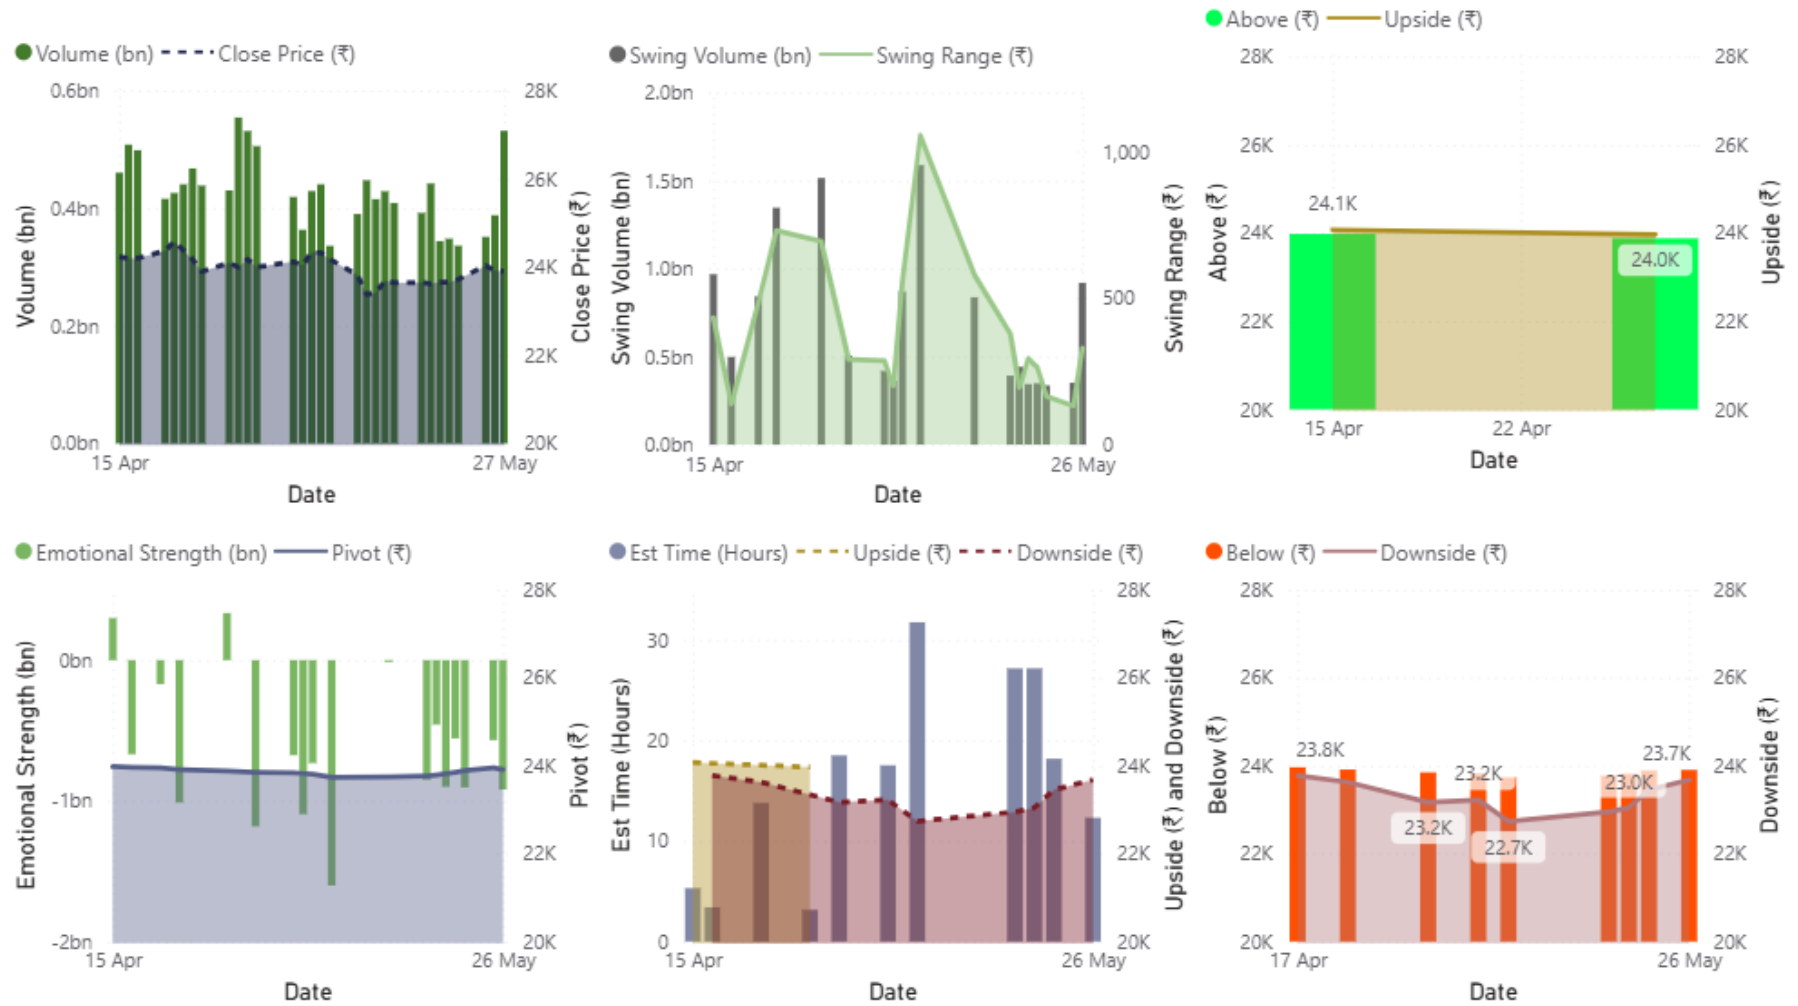 Volume (bn) Close Price (₹)
0.6bn
0.4bn
0.2bn
0.0bn
Volume (bn)
28K
26K
24K
22K
20K
Close Price (₹)
15 Apr 27 May
Date
Swing Volume (bn) Swing Range (₹)
2.0bn
1.5bn
1.0bn
0.5bn
0.0bn
Swing Volume (bn)
1,000
500
0
Swing Range (₹)
15 Apr 26 May
Date
Above (₹) Upside (₹)
28K
26K
24K
22K
20K
Above (₹)
24.1K
24.0K
28K
26K
24K
22K
20K
Upside (₹)
15 Apr 22 Apr
Date
Emotional Strength (bn) Pivot (₹)
0bn
-1bn
-2bn
Emotional Strength (bn)
28K
26K
24K
22K
20K
Pivot (₹)
15 Apr 26 May
Date
Est Time (Hours) Upside (₹) Downside (₹)
30
20
10
0
Est Time (Hours)
28K
26K
24K
22K
20K
Upside (₹) and Downside (₹)
15 Apr 26 May
Date
Below (₹) Downside (₹)
28K
26K
24K
22K
20K
Below (₹)
23.8K
23.2K
23.2K
22.7K
23.0K
23.7K
28K
26K
24K
22K
20K
Downside (₹)
17 Apr 26 May
Date